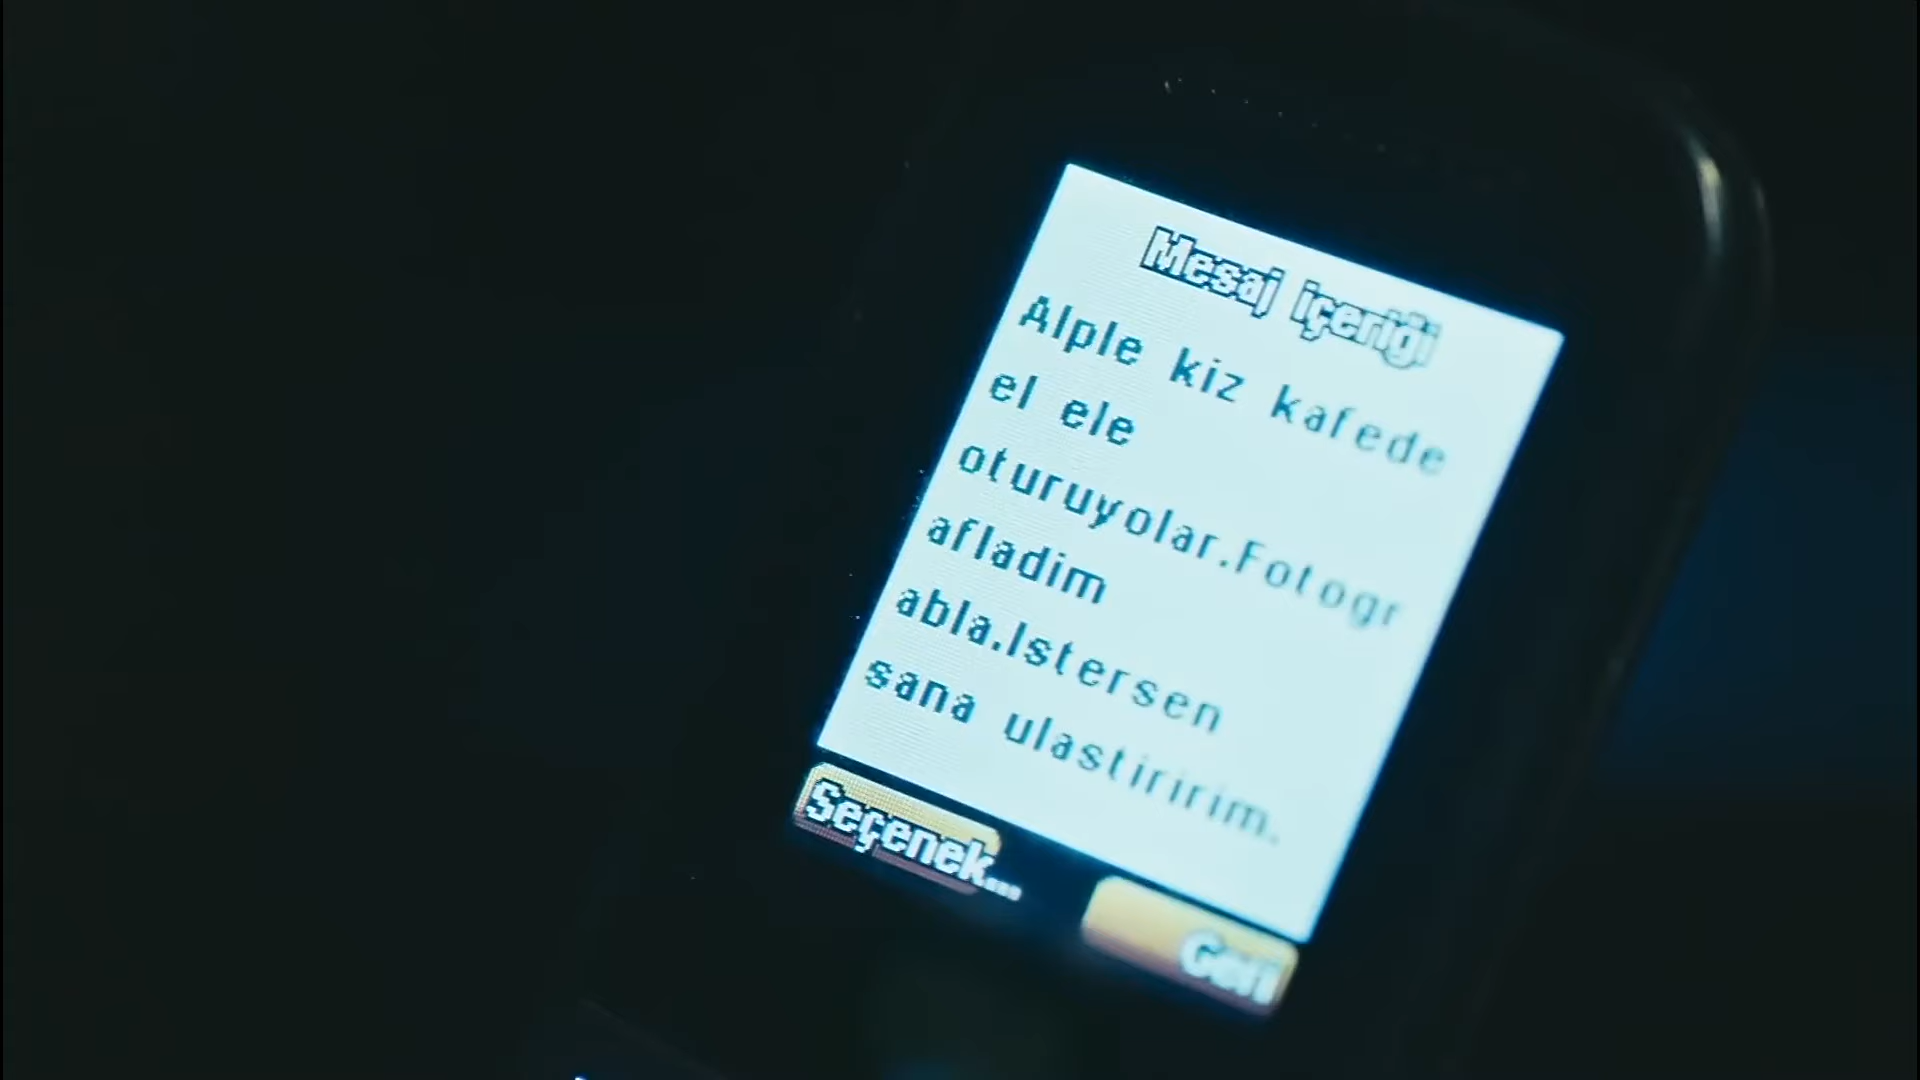 Mesaj içeriği
Alple kiz kafede
el ele
oturuyolar.Fotogr
afladim
abla.Istersen
sana ulastiririm.
Seçenek...
Geri